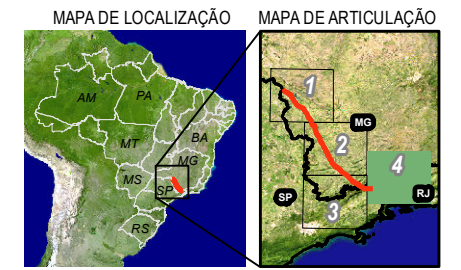 MAPA DE LOCALIZAÇÃO
MAPA DE ARTICULAÇÃO
AM
PA
BA
MT
MG
MS
SP
RS
1
MG
2
4
SP
RJ
3